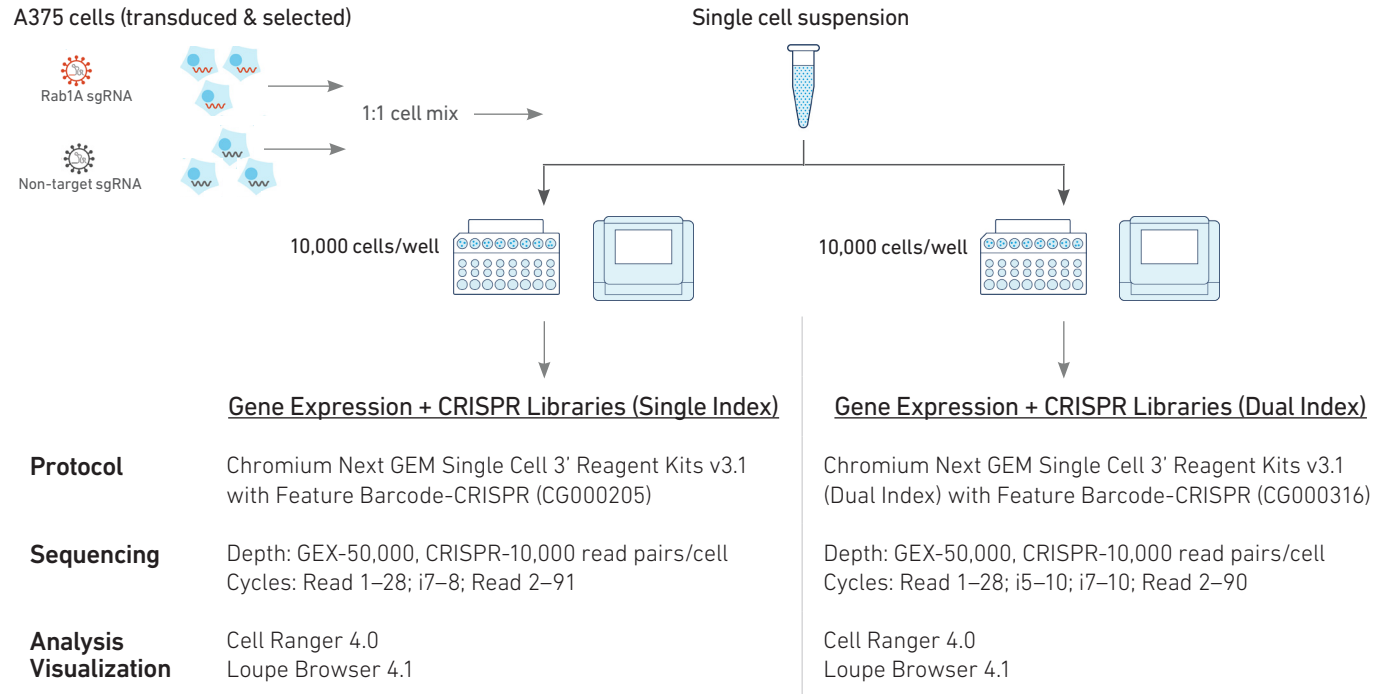 A375 cells (transduced & selected)
Single cell suspension
Rab1A sgRNA
1:1 cell mix
Non-target sgRNA
10,000 cells/well
10,000 cells/well
Gene Expression + CRISPR Libraries (Single Index)
Gene Expression + CRISPR Libraries (Dual Index)
Protocol
Chromium Next GEM Single Cell 3’ Reagent Kits v3.1
with Feature Barcode-CRISPR (CG000205)
Chromium Next GEM Single Cell 3’ Reagent Kits v3.1
(Dual Index) with Feature Barcode-CRISPR (CG000316)
Sequencing
Depth: GEX-50,000, CRISPR-10,000 read pairs/cell
Cycles: Read 1–28; i7–8; Read 2–91
Depth: GEX-50,000, CRISPR-10,000 read pairs/cell
Cycles: Read 1–28; i5–10; i7–10; Read 2–90
Analysis
Visualization
Cell Ranger 4.0
Loupe Browser 4.1
Cell Ranger 4.0
Loupe Browser 4.1